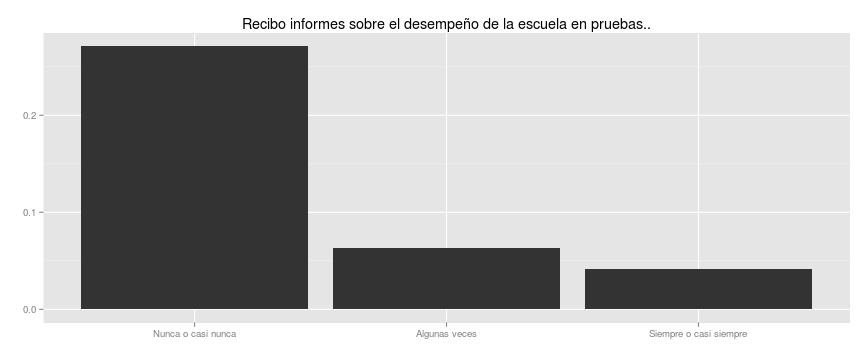 Recibo informes sobre el desempeño de la escuela en pruebas..
0.2
0.1
0.0
Nunca o casi nunca
Algunas veces
Siempre o casi siempre